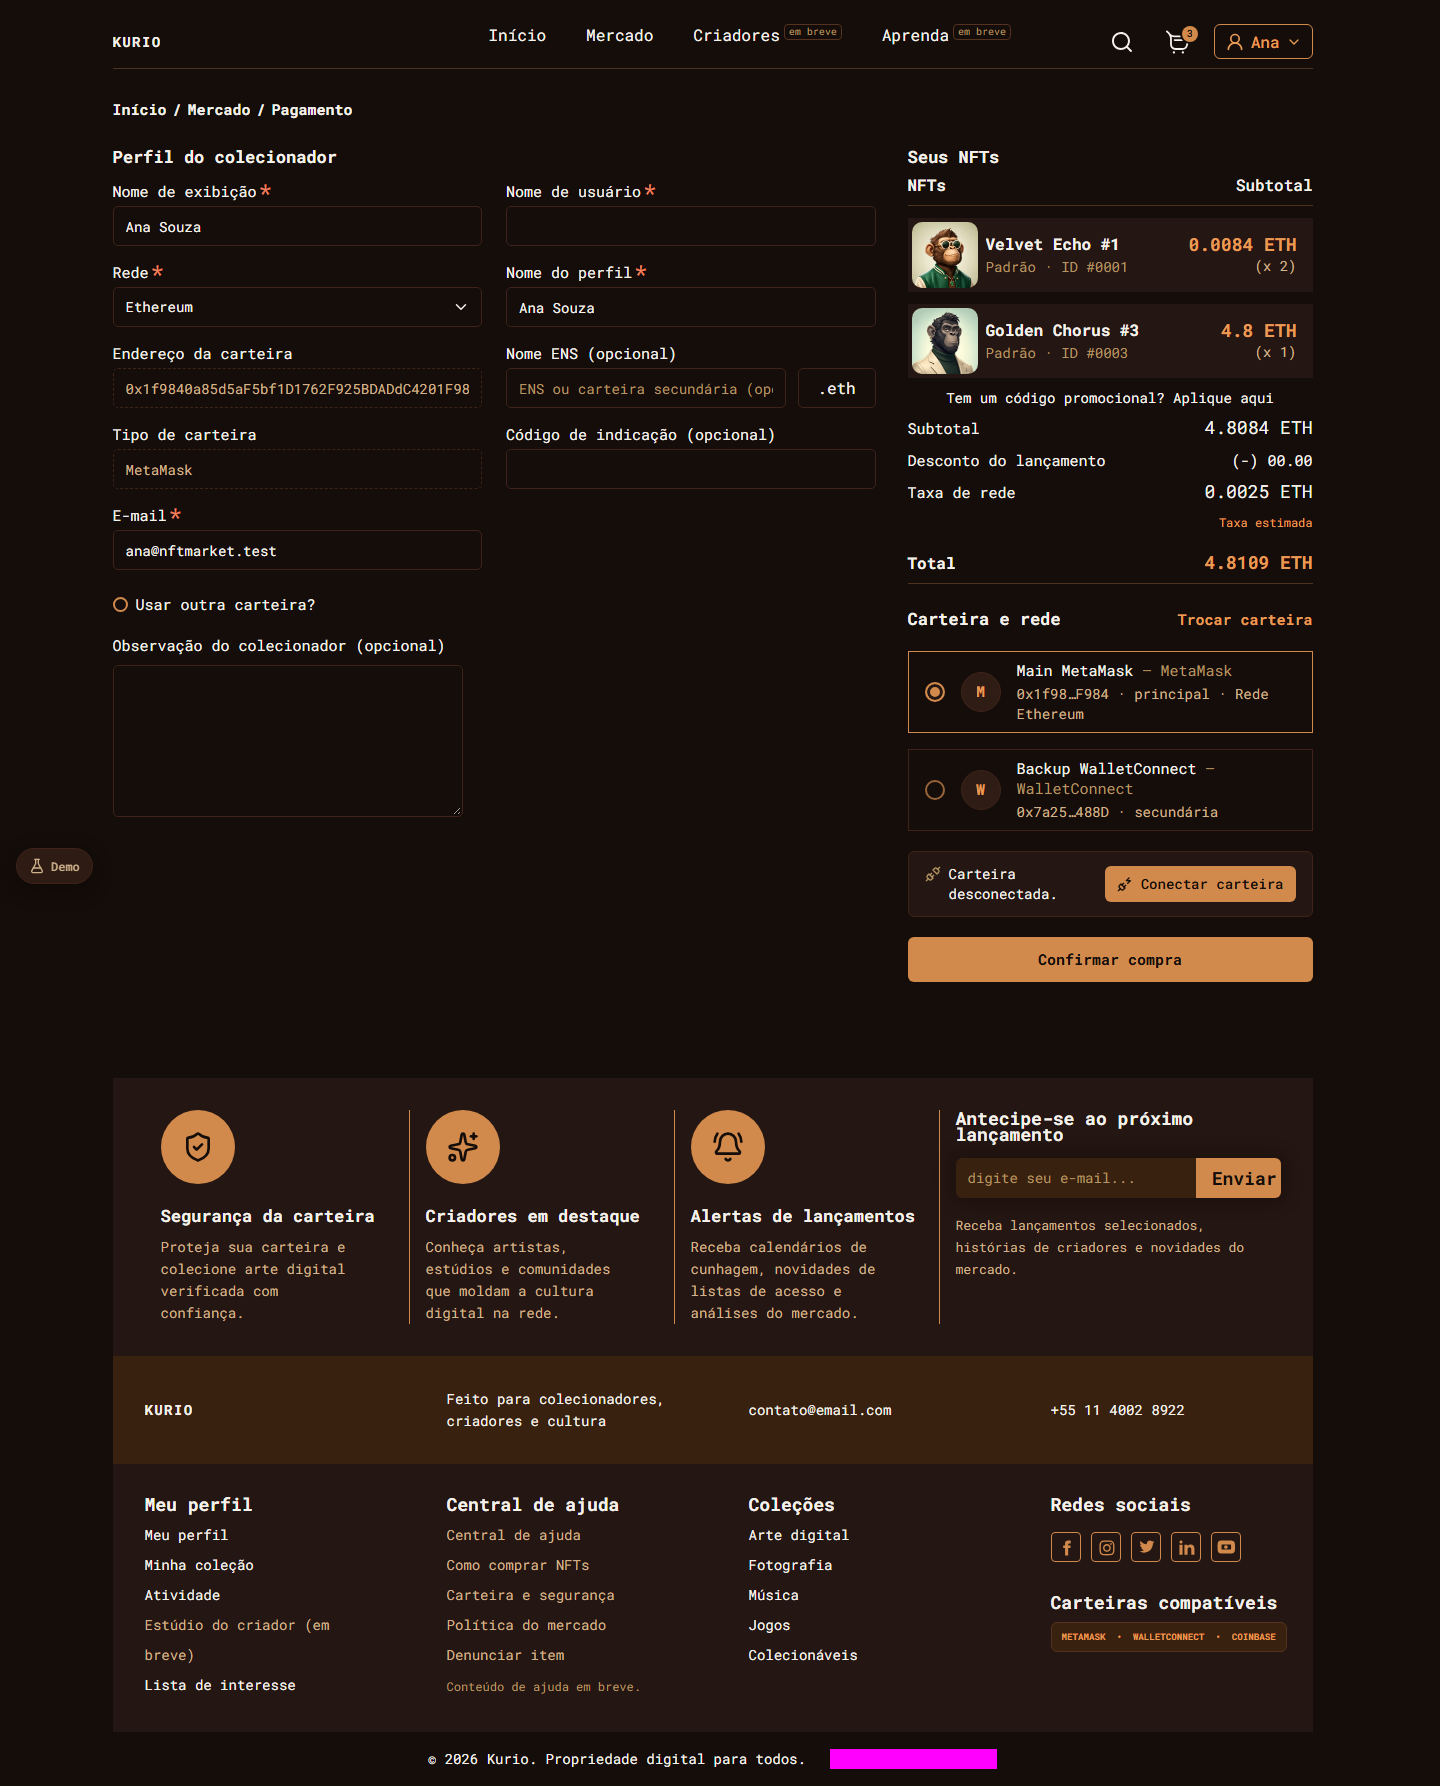 KURIO
Início
Mercado
Criadores em breve
Aprenda em breve
3
Ana
Início / Mercado / Pagamento
Perfil do colecionador
Nome de exibição*
Ana Souza
Nome de usuário*
Rede*
Ethereum
Nome do perfil*
Ana Souza
Endereço da carteira
0x1f9840a85d5aF5bf1D1762F925BDADdC4201F98
Nome ENS (opcional)
ENS ou carteira secundária (opc
.eth
Tipo de carteira
MetaMask
Código de indicação (opcional)
E-mail*
ana@nftmarket.test
Usar outra carteira?
Observação do colecionador (opcional)
Seus NFTs
NFTs Subtotal
Velvet Echo #1 0.0084 ETH
Padrão · ID #0001 (x 2)
Golden Chorus #3 4.8 ETH
Padrão · ID #0003 (x 1)
Tem um código promocional? Aplique aqui
Subtotal 4.8084 ETH
Desconto do lançamento (-) 00.00
Taxa de rede 0.0025 ETH
Taxa estimada
Total 4.8109 ETH
Carteira e rede Trocar carteira
M
Main MetaMask — MetaMask
0x1f98…F984 · principal · Rede
Ethereum
W
Backup WalletConnect —
WalletConnect
0x7a25…488D · secundária
Carteira
desconectada.
Conectar carteira
Confirmar compra
Demo
Segurança da carteira
Proteja sua carteira e
colecione arte digital
verificada com
confiança.
Criadores em destaque
Conheça artistas,
estúdios e comunidades
que moldam a cultura
digital na rede.
Alertas de lançamentos
Receba calendários de
cunhagem, novidades de
listas de acesso e
análises do mercado.
Antecipe-se ao próximo
lançamento
digite seu e-mail...
Enviar
Receba lançamentos selecionados,
histórias de criadores e novidades do
mercado.
KURIO
Feito para colecionadores,
criadores e cultura
contato@email.com
+55 11 4002 8922
Meu perfil
Meu perfil
Minha coleção
Atividade
Estúdio do criador (em
breve)
Lista de interesse
Central de ajuda
Central de ajuda
Como comprar NFTs
Carteira e segurança
Política do mercado
Denunciar item
Conteúdo de ajuda em breve.
Coleções
Arte digital
Fotografia
Música
Jogos
Colecionáveis
Redes sociais
Carteiras compatíveis
METAMASK • WALLETCONNECT • COINBASE
© 2026 Kurio. Propriedade digital para todos.